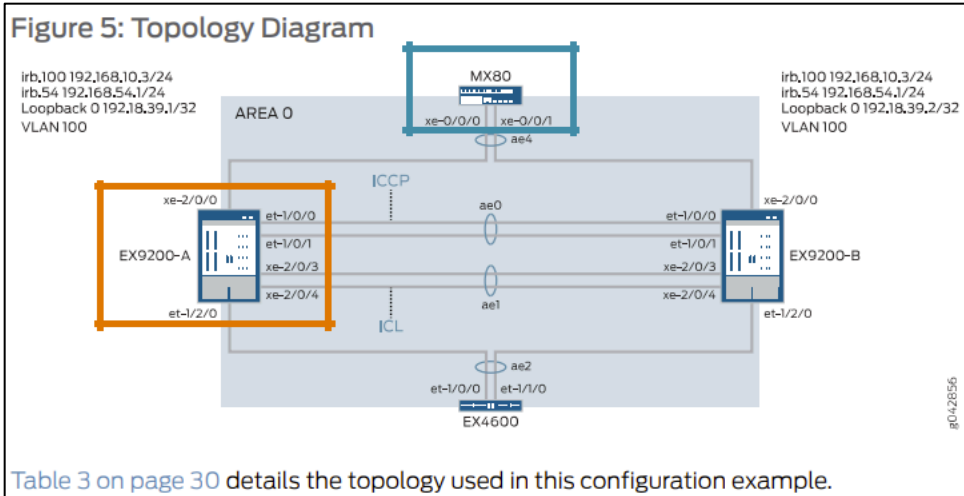 Figure 5: Topology Diagram
irb.100 192.168.10.3/24
irb.54 192.168.54.1/24
Loopback 0 192.18.39.1/32
VLAN 100
AREA 0
MX80
xe-0/0/0
xe-0/0/1
ae4
irb.100 192.168.10.3/24
irb.54 192.168.54.1/24
Loopback 0 192.18.39.2/32
VLAN 100
xe-2/0/0
ICCP
ae0
xe-2/0/0
et-1/0/0
et-1/0/0
et-1/0/1
et-1/0/1
EX9200-A
EX9200-B
xe-2/0/3
xe-2/0/3
xe-2/0/4
ae1
xe-2/0/4
et-1/2/0
ICL
et-1/2/0
ae2
et-1/0/0
et-1/1/0
EX4600
g042856
Table 3 on page 30 details the topology used in this configuration example.